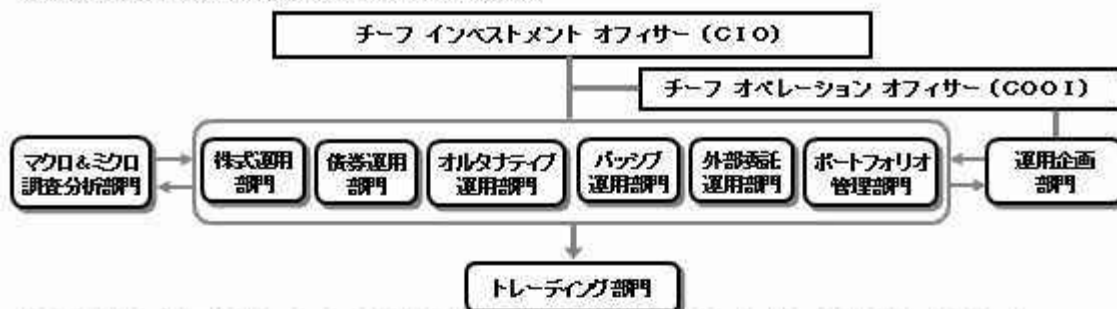 チーフ インベストメント オフィサー (CIO)
チーフ オペレーション オフィサー (COOI)
マクロ&ミクロ
調査分析部門
株式運用
部門
債券運用
部門
オルタナティブ
運用部門
パッシブ
運用部門
外部委託
運用部門
ポートフォリオ
管理部門
運用企画
部門
トレーディング部門